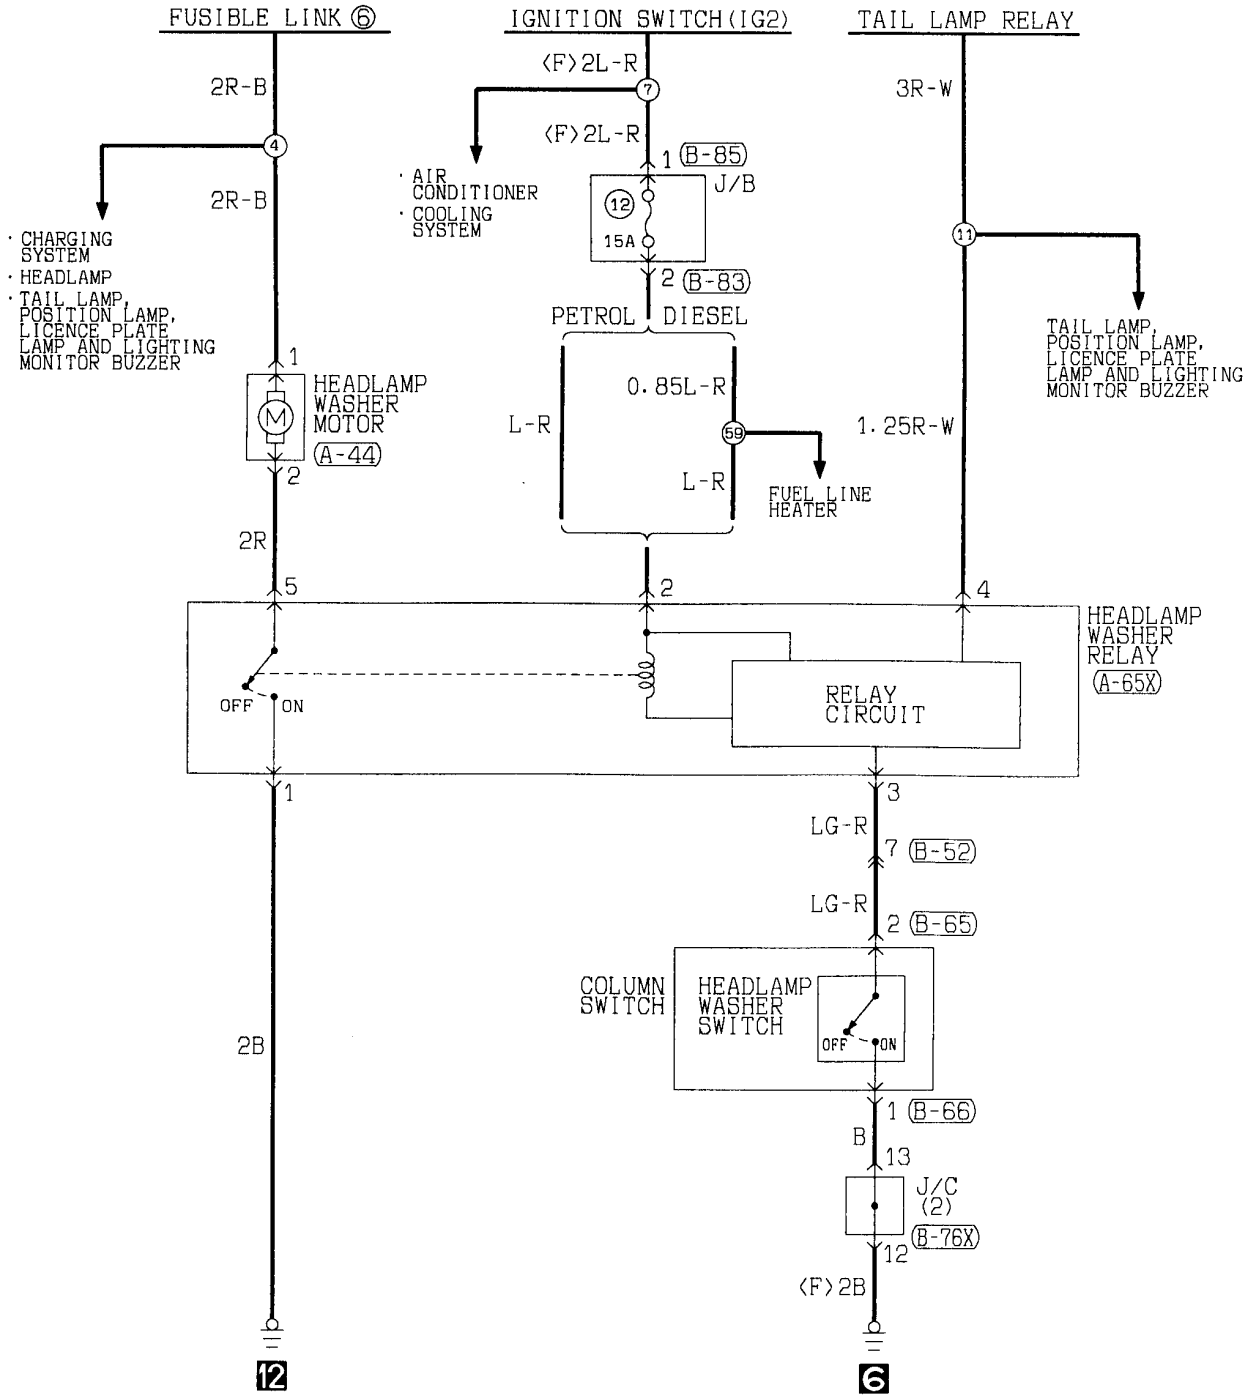 FUSIBLE LINK ⑥
IGNITION SWITCH(IG2)
TAIL LAMP RELAY
2R-B
⟨F⟩2L-R
3R-W
7
4
⟨F⟩2L-R
1 B-85
J/B
2R-B
· AIR
CONDITIONER
· COOLING
SYSTEM
12
15A
11
· CHARGING
SYSTEM
· HEADLAMP
· TAIL LAMP,
POSITION LAMP,
LICENCE PLATE
LAMP AND LIGHTING
MONITOR BUZZER
2 B-83
PETROL DIESEL
TAIL LAMP,
POSITION LAMP,
LICENCE PLATE
LAMP AND LIGHTING
MONITOR BUZZER
1
HEADLAMP
WASHER
MOTOR
A-44
M
2
0.85L-R
L-R
59
1.25R-W
L-R
FUEL LINE
HEATER
2R
5
2
4
HEADLAMP
WASHER
RELAY
A-65X
OFF ON
RELAY
CIRCUIT
1
3
LG-R
7 B-52
LG-R
2 B-65
COLUMN
SWITCH
HEADLAMP
WASHER
SWITCH
OFF ON
2B
1 B-66
B
13
J/C
(2)
B-76X
12
⟨F⟩2B
12
6